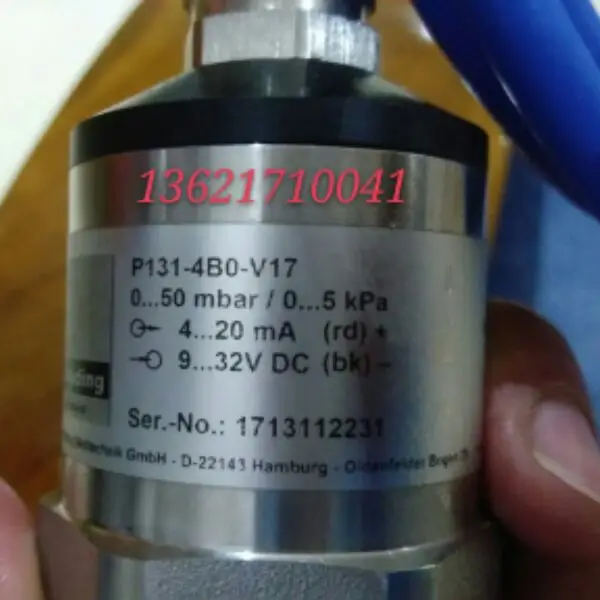 13621710041
P131-4B0-V17
0...50 mbar / 0...5 kPa
4...20 mA (rd) +
9...32V DC (bk) –
Ser.-No.: 1713112231
GmbH - D-22143 Hamburg -